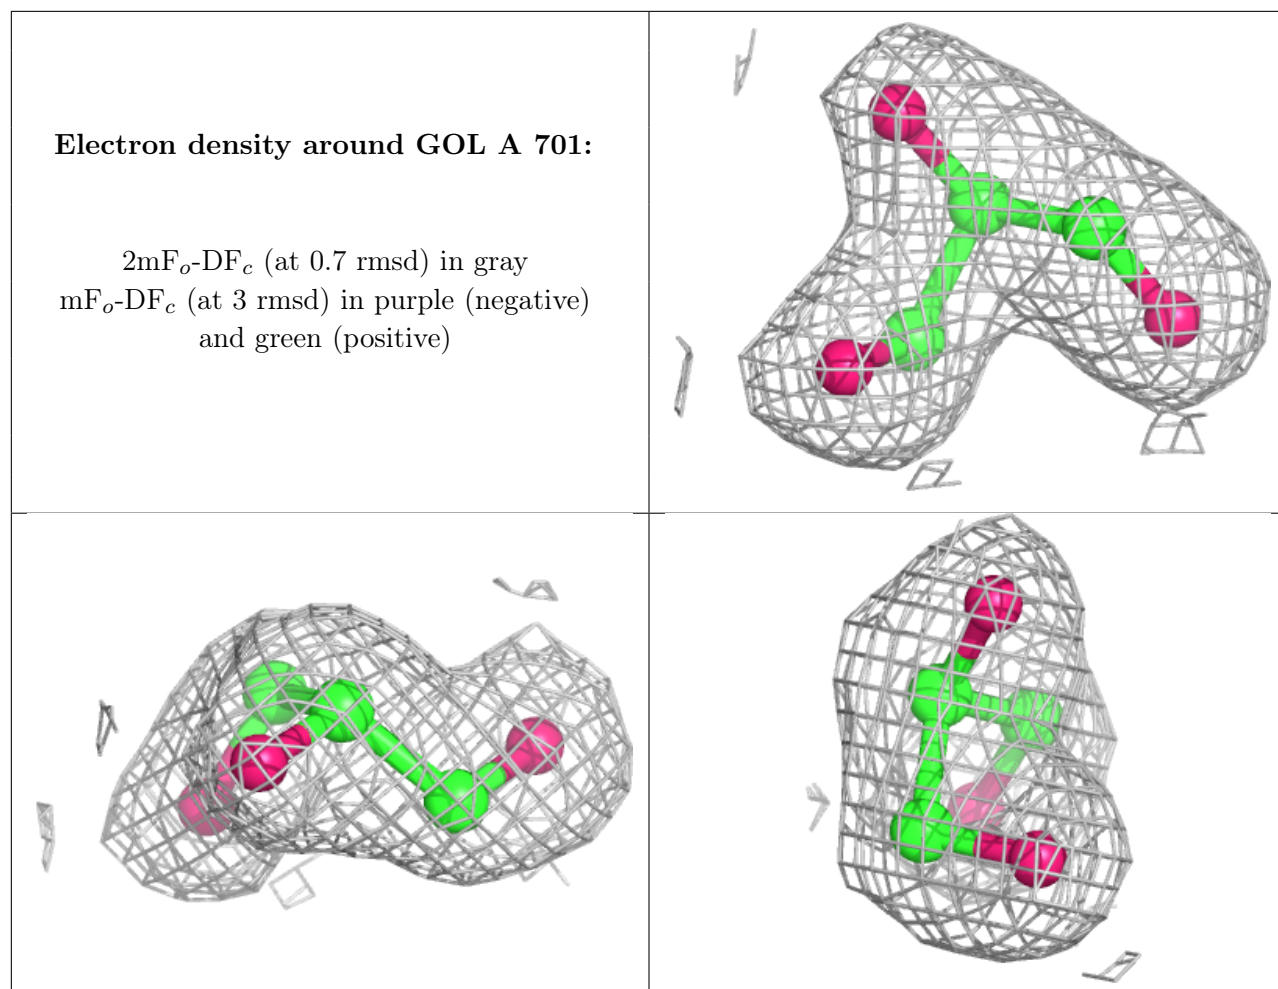 Electron density around GOL A 701:
2mFo-DFc (at 0.7 rmsd) in gray
mFo-DFc (at 3 rmsd) in purple (negative)
and green (positive)